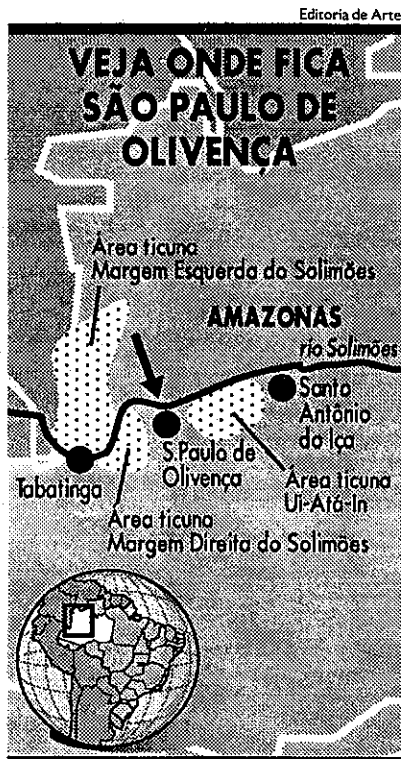 Editoria de Arte
VEJA ONDE FICA
SÃO PAULO DE
OLIVENÇA
Área ticuna
Margem Esquerda do Solimões
AMAZONAS
rio Solimões
Santo
Antônio
do Iça
S.Paulo de
Olivença
Tabatinga
Área ticuna
Uí-Atá-In
Área ticuna
Margem Direita do Solimões